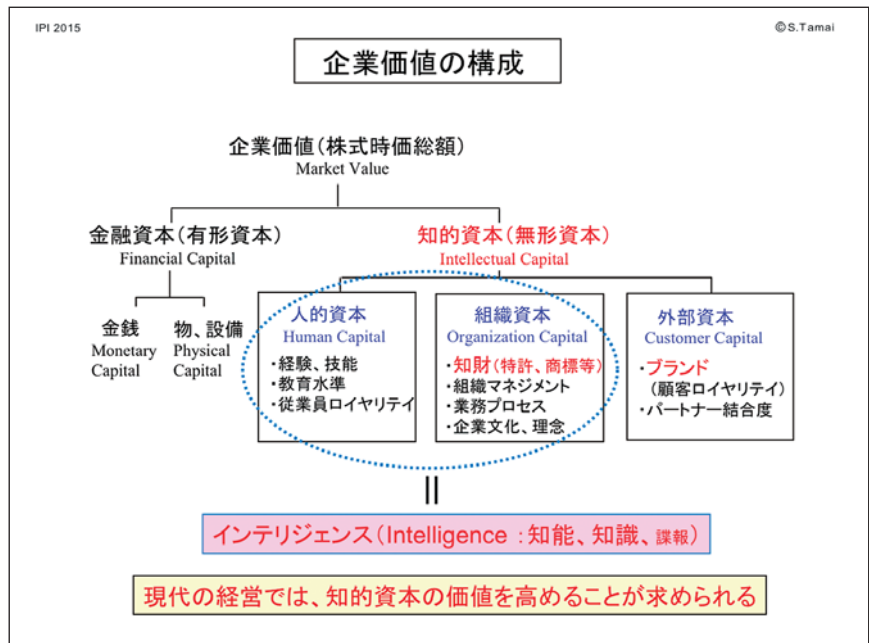 IPI 2015
©S.Tamai
企業価値の構成
企業価値(株式時価総額)
Market Value
金融資本(有形資本)
Financial Capital
知的資本(無形資本)
Intellectual Capital
金銭
Monetary
Capital
物、設備
Physical
Capital
人的資本
Human Capital
・経験、技能
・教育水準
・従業員ロイヤリテイ
組織資本
Organization Capital
・知財(特許、商標等)
・組織マネジメント
・業務プロセス
・企業文化、理念
外部資本
Customer Capital
・ブランド
(顧客ロイヤリテイ)
・パートナー結合度
インテリジェンス(Intelligence:知能、知識、諜報)
現代の経営では、知的資本の価値を高めることが求められる